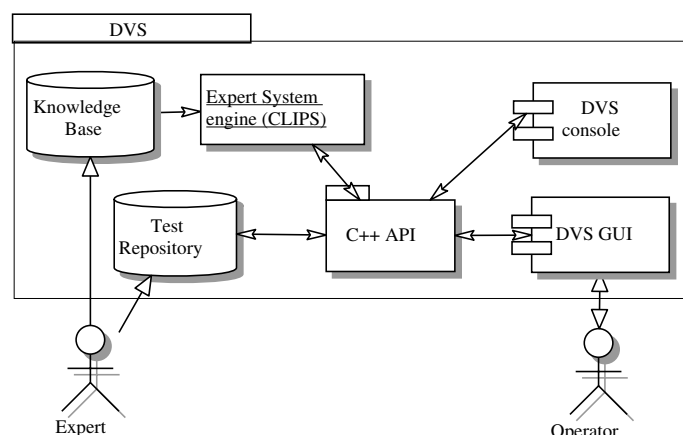 DVS
Knowledge
Base
Expert System
engine (CLIPS)
DVS
console
Test
Repository
C++ API
DVS GUI
Expert
Operator